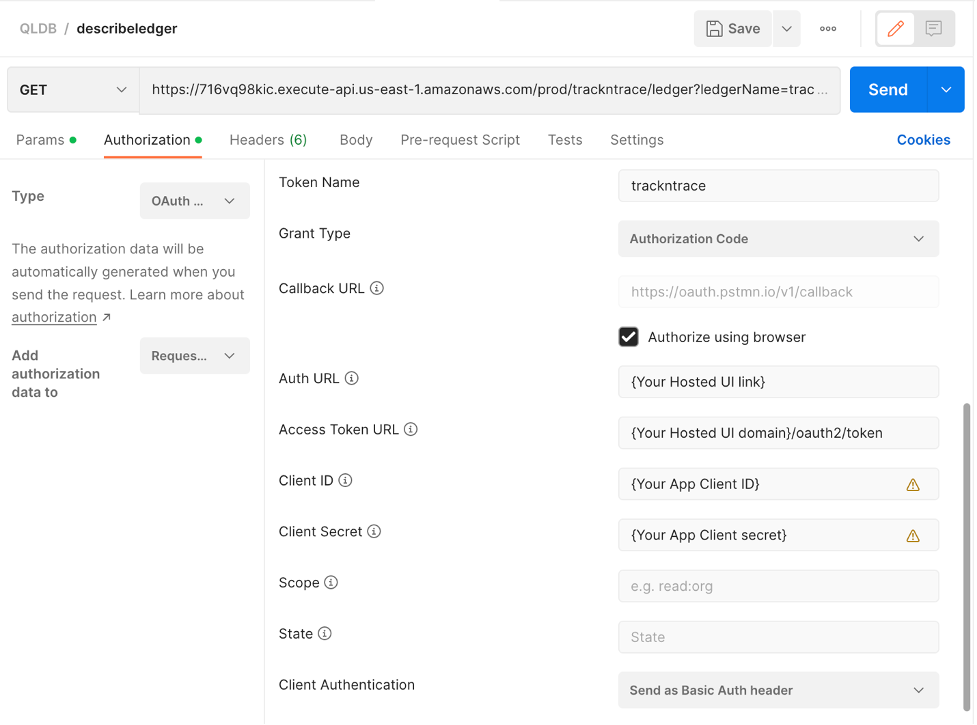 QLDB / describeledger
Save
GET
https://716vq98kic.execute-api.us-east-1.amazonaws.com/prod/trackntrace/ledger?ledgerName=trac ...
Send
Params
Authorization
Headers (6)
Body
Pre-request Script
Tests
Settings
Cookies
Type
OAuth ...
The authorization data will be
automatically generated when you
send the request. Learn more about
authorization ↗
Add
authorization
data to
Reques...
Token Name
trackntrace
Grant Type
Authorization Code
Callback URL
https://oauth.pstmn.io/v1/callback
Authorize using browser
Auth URL
{Your Hosted UI link}
Access Token URL
{Your Hosted UI domain}/oauth2/token
Client ID
{Your App Client ID}
Client Secret
{Your App Client secret}
Scope
e.g. read:org
State
State
Client Authentication
Send as Basic Auth header